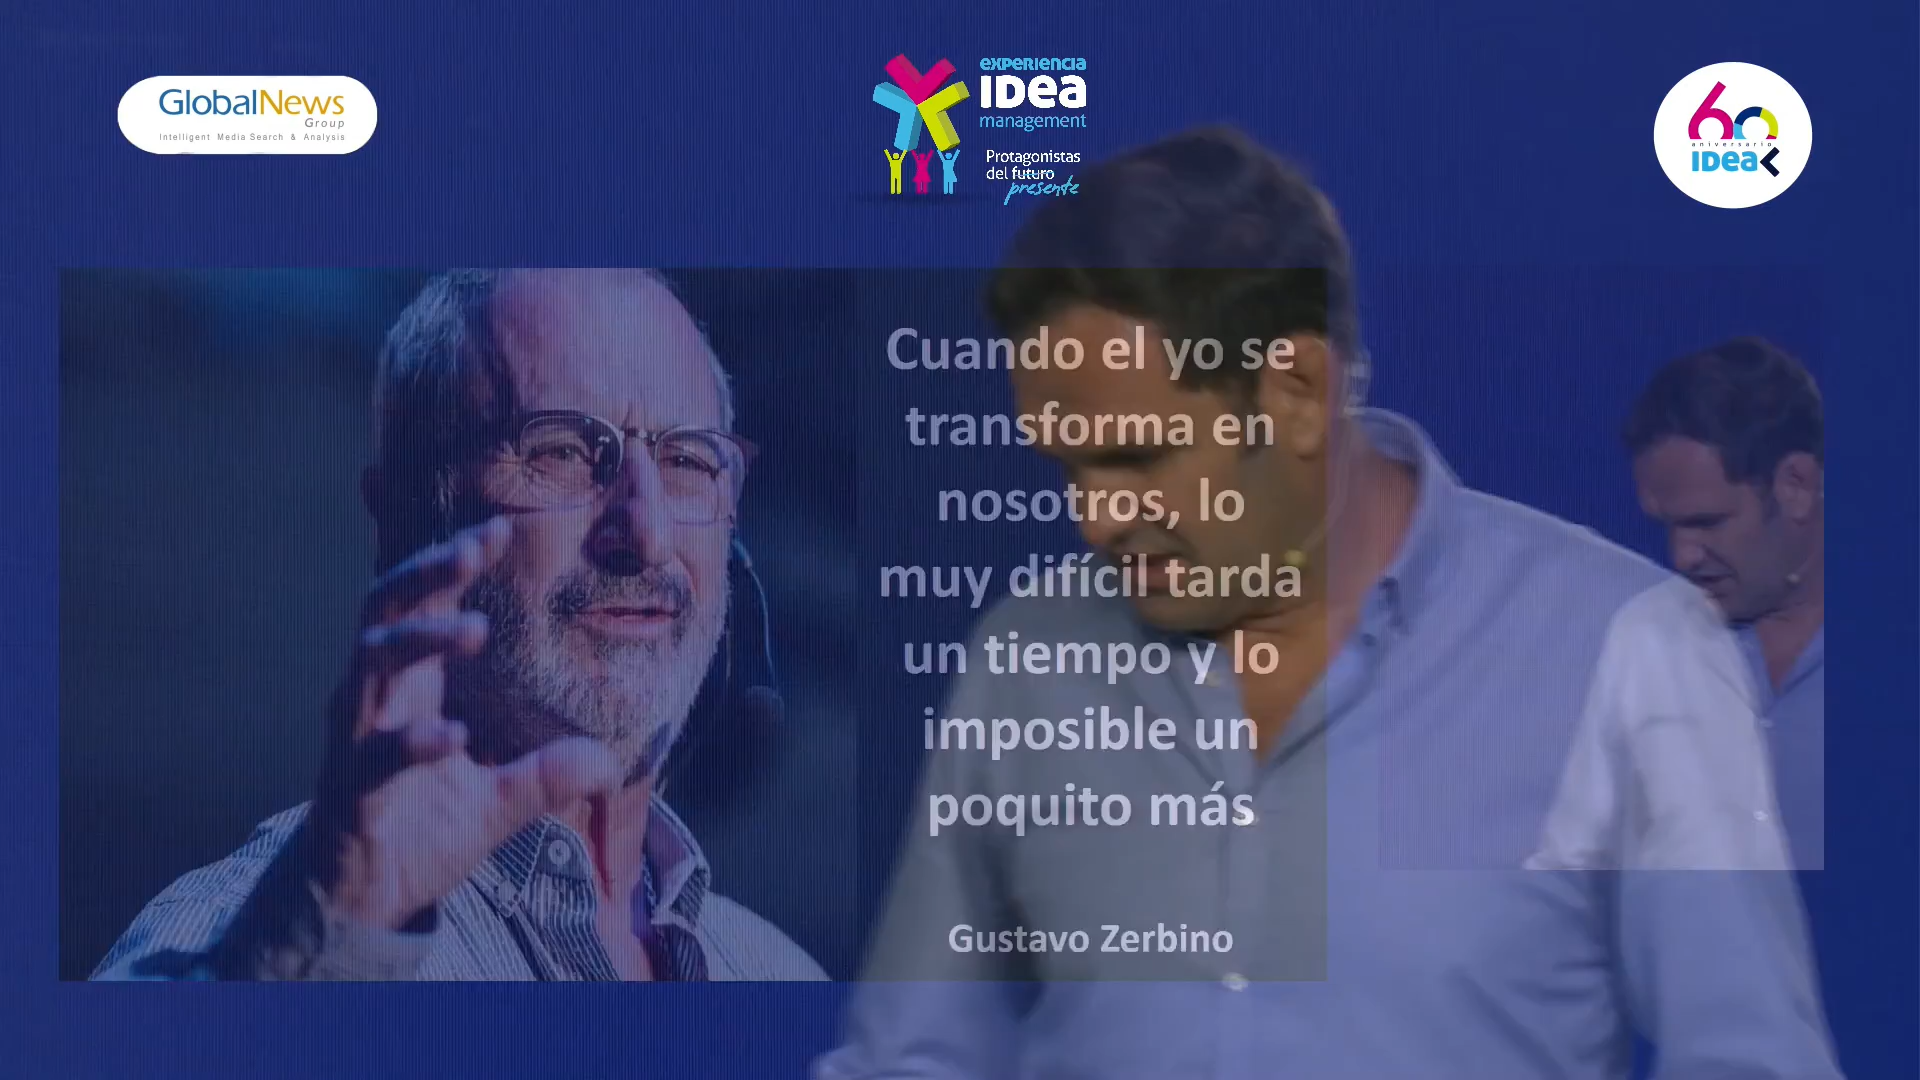 GlobalNews
Group
Intelligent Media Search & Analysis
experiencia
IDEA
management
Protagonistas
del futuro
presente
60
aniversario
IDEA
Cuando el yo se
transforma en
nosotros, lo
muy difícil tarda
un tiempo y lo
imposible un
poquito más
Gustavo Zerbino